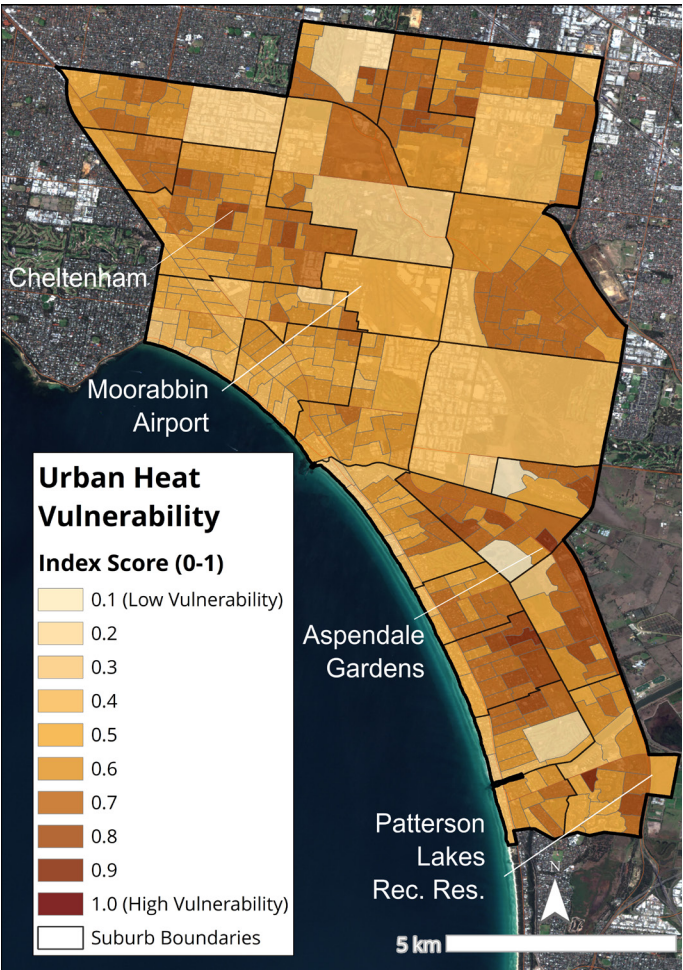 Cheltenham
Moorabbin
Airport
Urban Heat
Vulnerability
Index Score (0-1)
0.1 (Low Vulnerability)
0.2
0.3
0.4
0.5
0.6
0.7
0.8
0.9
1.0 (High Vulnerability)
Suburb Boundaries
Aspendale
Gardens
Patterson
Lakes
Rec. Res.
N
5 km